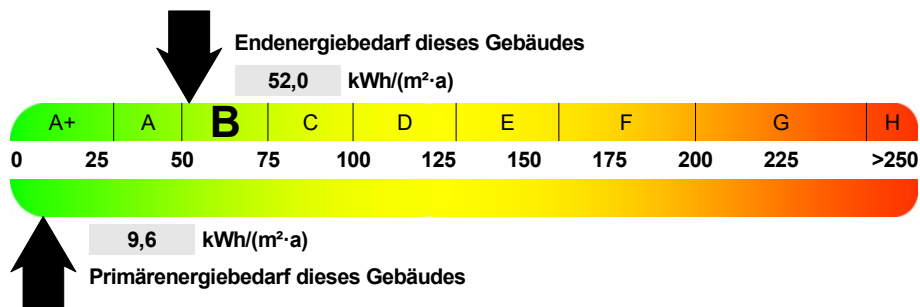 Endenergiebedarf dieses Gebäudes
52,0 kWh/(m²·a)
A+ A B C D E F G H
0 25 50 75 100 125 150 175 200 225 >250
9,6 kWh/(m²·a)
Primärenergiebedarf dieses Gebäudes